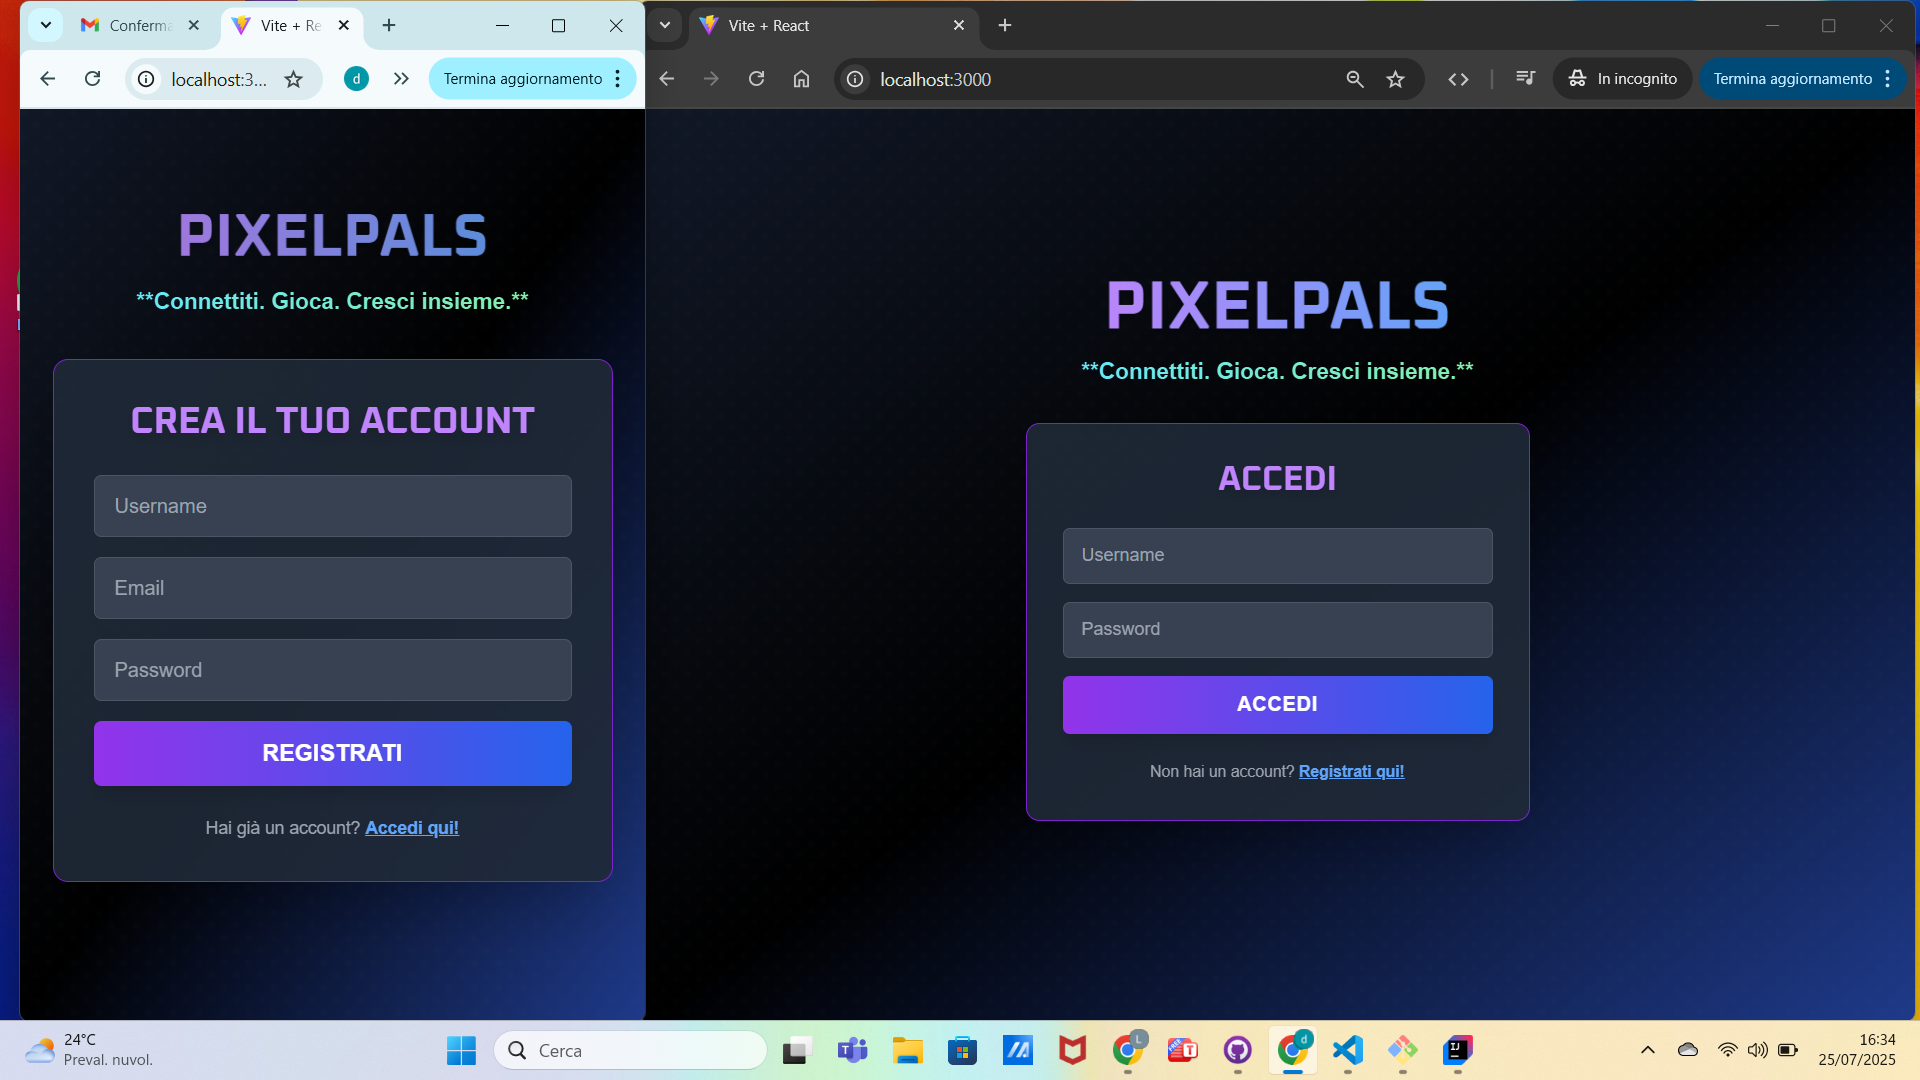 Conferma
Vite + Re
localhost:3...
d
Termina aggiornamento
PIXELPALS
**Connettiti. Gioca. Cresci insieme.**
CREA IL TUO ACCOUNT
Username
Email
Password
REGISTRATI
Hai già un account? Accedi qui!
Vite + React
localhost:3000
In incognito
Termina aggiornamento
PIXELPALS
**Connettiti. Gioca. Cresci insieme.**
ACCEDI
Username
Password
ACCEDI
Non hai un account? Registrati qui!
24°C
Preval. nuvol.
Cerca
T
L
FREE
T
d
IJ
16:34
25/07/2025